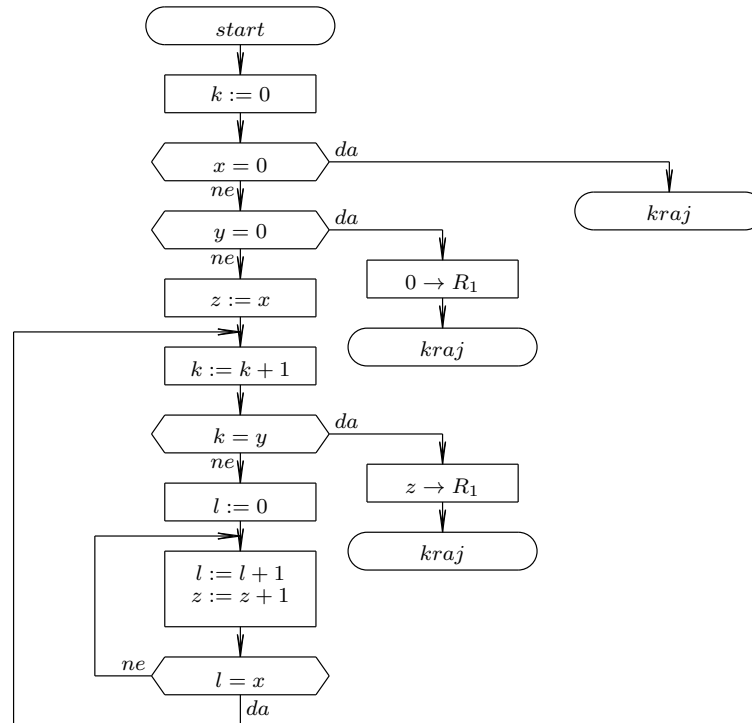 start
k := 0
x = 0
da
ne
kraj
y = 0
da
ne
0 → R₁
z := x
kraj
k := k + 1
k = y
da
ne
z → R₁
l := 0
kraj
l := l + 1
z := z + 1
ne
l = x
da